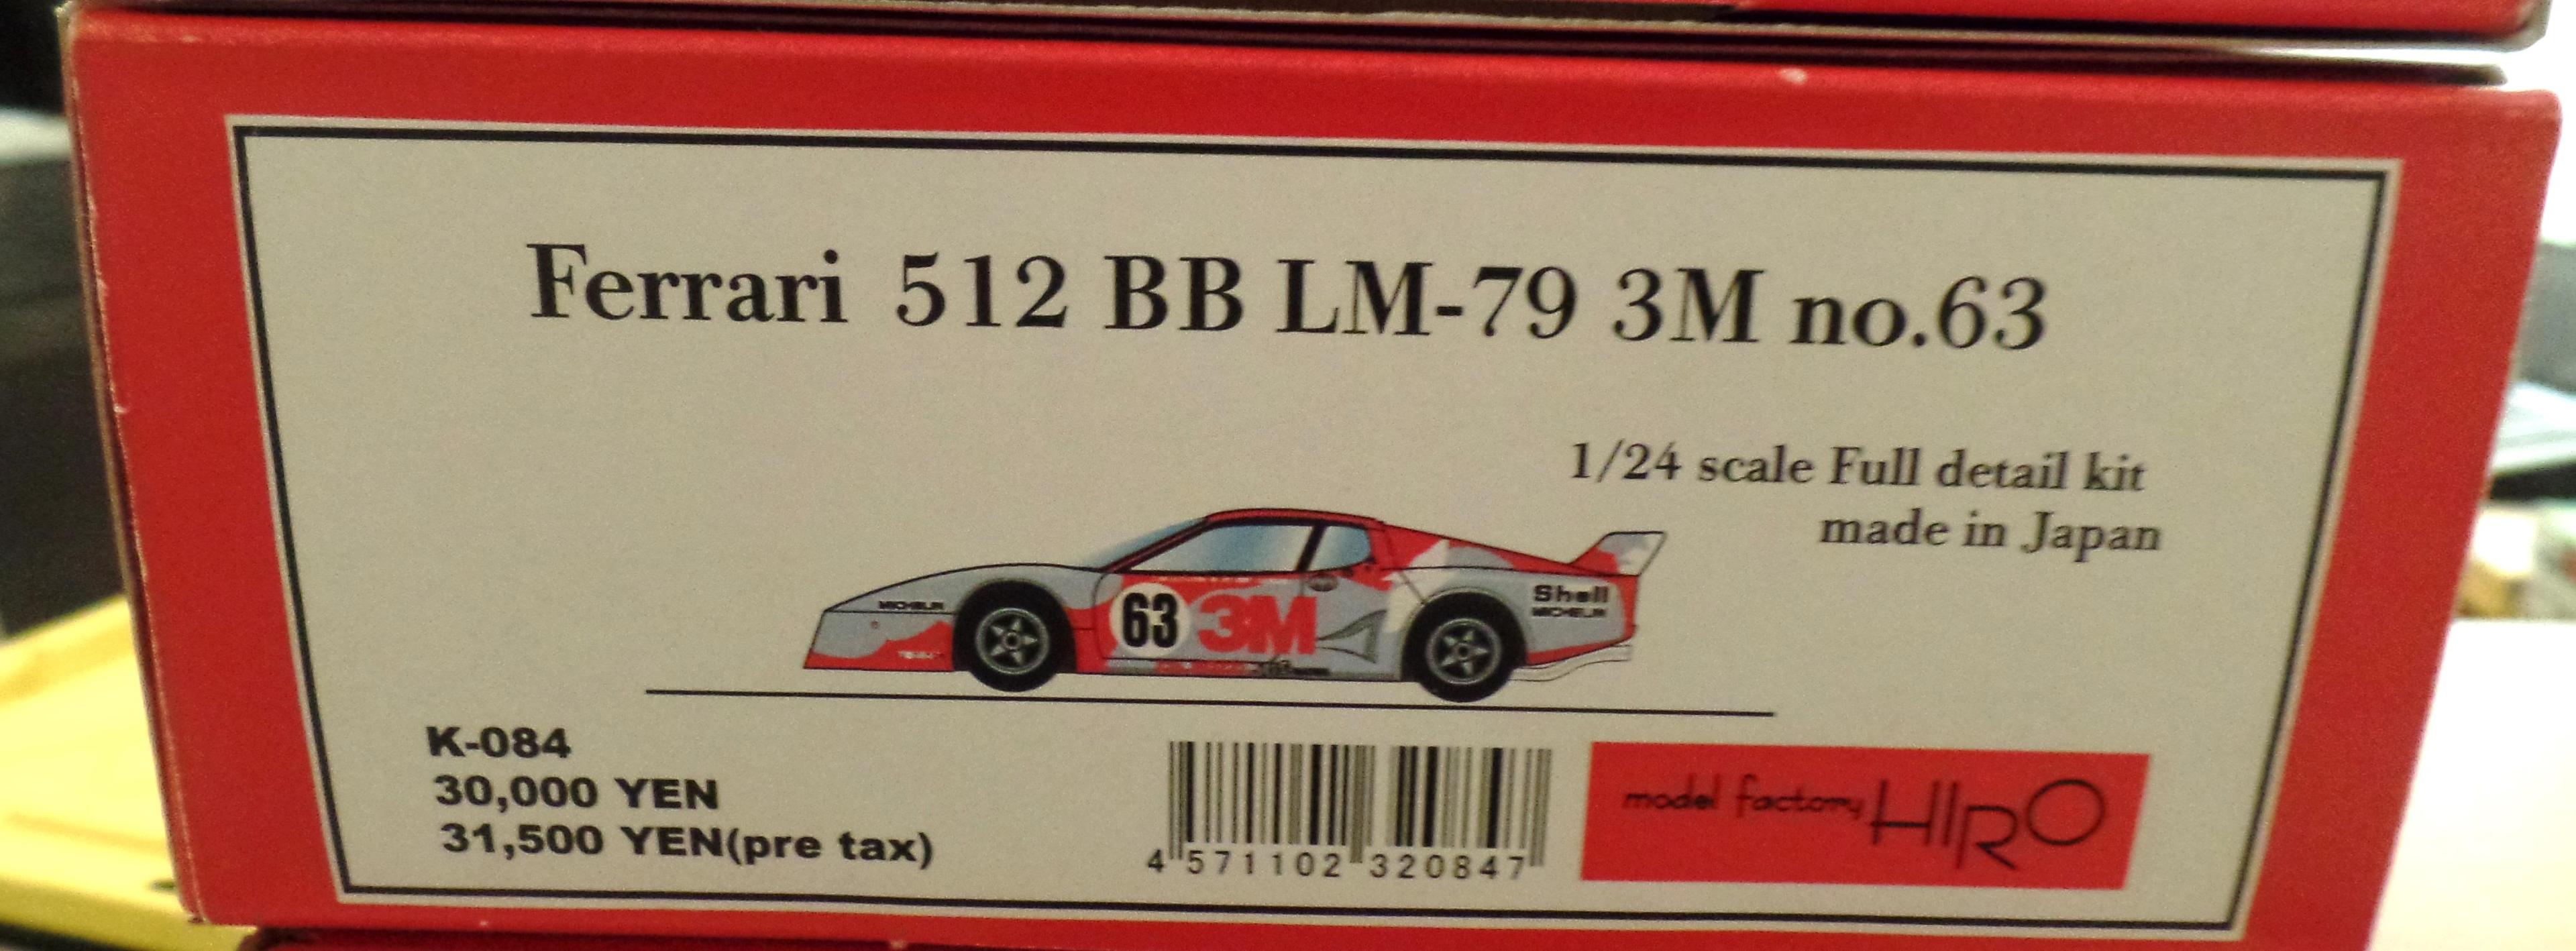 Ferrari 512 BB LM-79 3M no.63
1/24 scale Full detail kit
made in Japan
MICHELIN
63 3M
Shell
MICHELIN
K-084
30,000 YEN
31,500 YEN(pre tax)
4 571102 320847
model factory HIRO